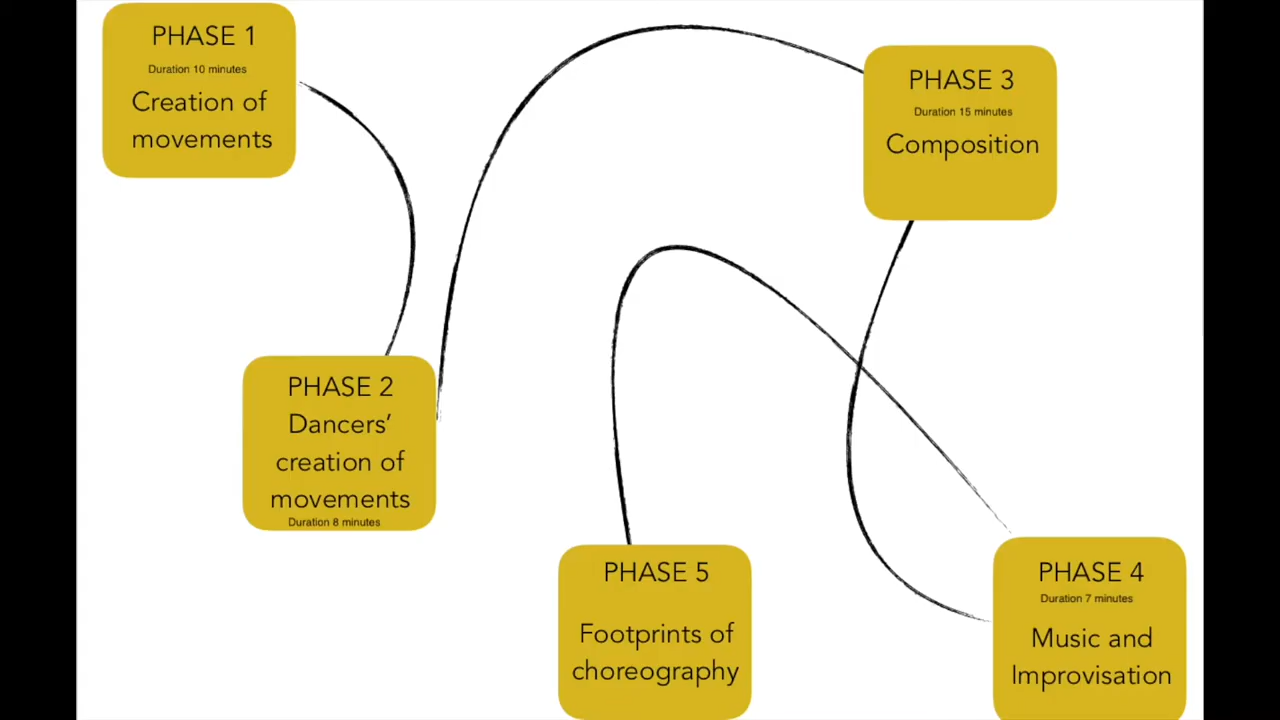 PHASE 1
Duration 10 minutes
Creation of
movements
PHASE 2
Dancers’
creation of
movements
Duration 8 minutes
PHASE 3
Duration 15 minutes
Composition
PHASE 4
Duration 7 minutes
Music and
Improvisation
PHASE 5
Footprints of
choreography